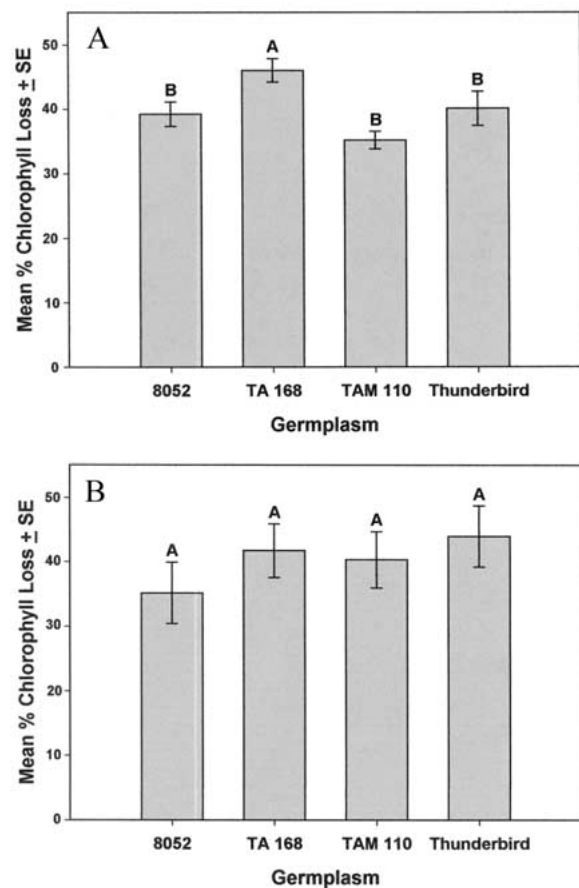 A
Mean % Chlorophyll Loss ± SE
50
40
30
20
10
0
B
A
B
B
8052
TA 168
TAM 110
Thunderbird
Germplasm
B
Mean % Chlorophyll Loss ± SE
50
40
30
20
10
0
A
A
A
A
8052
TA 168
TAM 110
Thunderbird
Germplasm